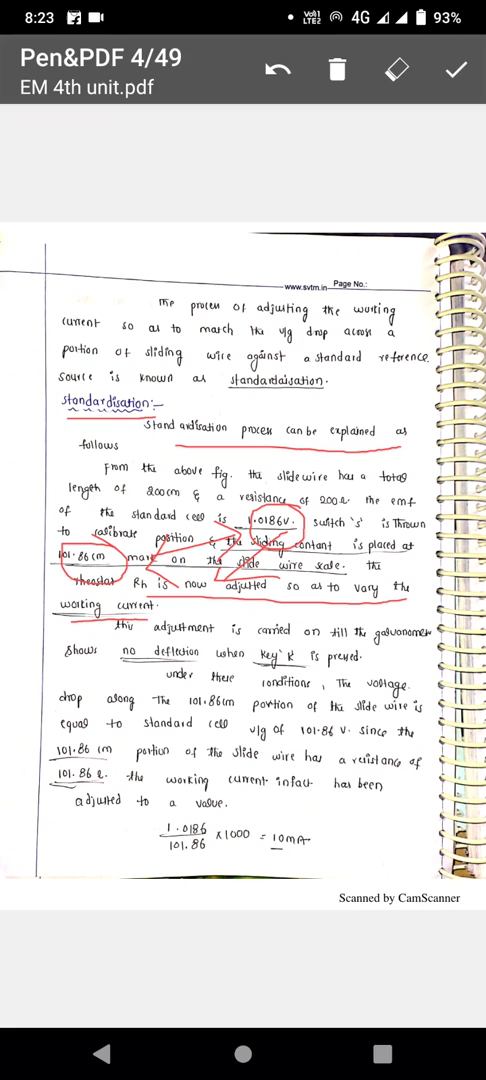 8:23
Vo)) LTE2 4G 93%
Pen&PDF 4/49
EM 4th unit.pdf
www.svtm.in Page No.:
The process of adjusting the working
current so as to match the v/g drop across a
portion of sliding wire against a standard reference
source is known as standardaisation.
standardisation:-
Standardisation process can be explained as
follows
From the above fig. the slidewire has a total
length of 200cm & a resistance of 200Ω. The emf
of the standard cell is 1.0186v. switch 's' is thrown
to calibrate position & the sliding contant is placed at
101.86cm mark on the slide wire scale. the
rheostat Rh is now adjusted so as to vary the
working current.
this adjustment is carried on till the galvonometer
shows no deflection when key 'k' is pressed.
under these conditions, The voltage
drop along The 101.86cm portion of the slide wire is
equal to standard cell v/g of 101.86 V. since the
101.86 cm portion of the slide wire has a resistance of
101.86 Ω. the working current infact has been
adjusted to a value.
1.0186
101.86 × 1000 = 10mA
Scanned by CamScanner